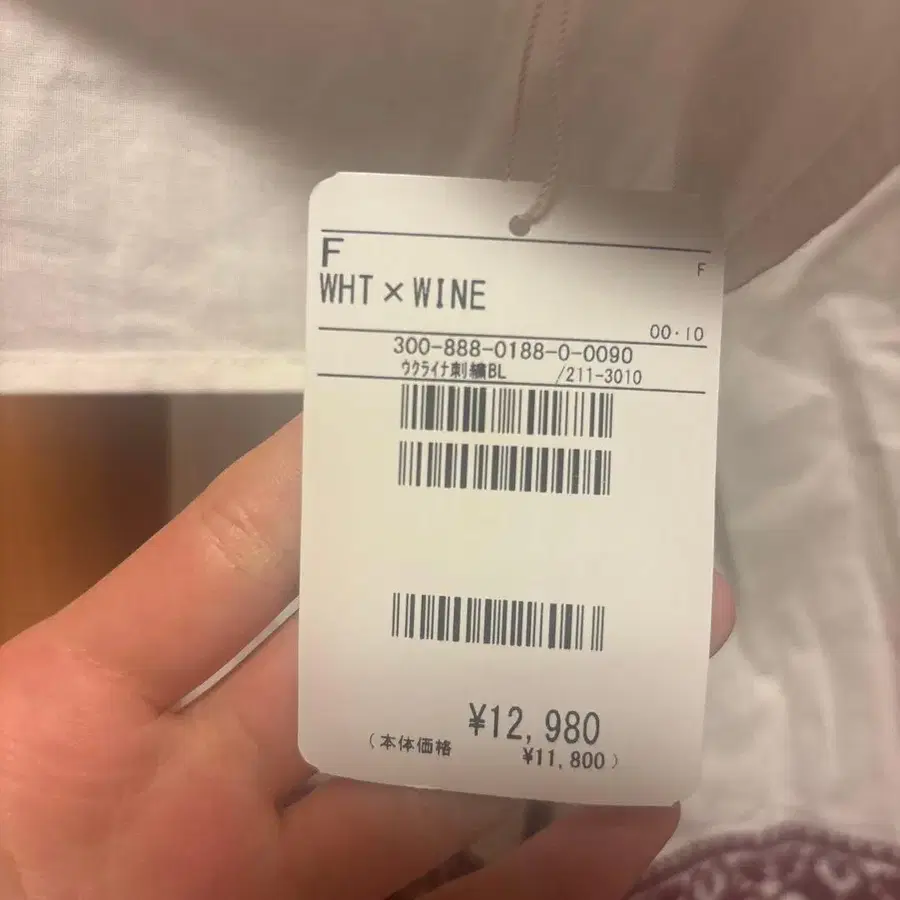 F
F
WHT×WINE
00·10
300-888-0188-0-0090
ウクライナ刺繍BL /211-3010
¥12,980
(本体価格 ¥11,800)